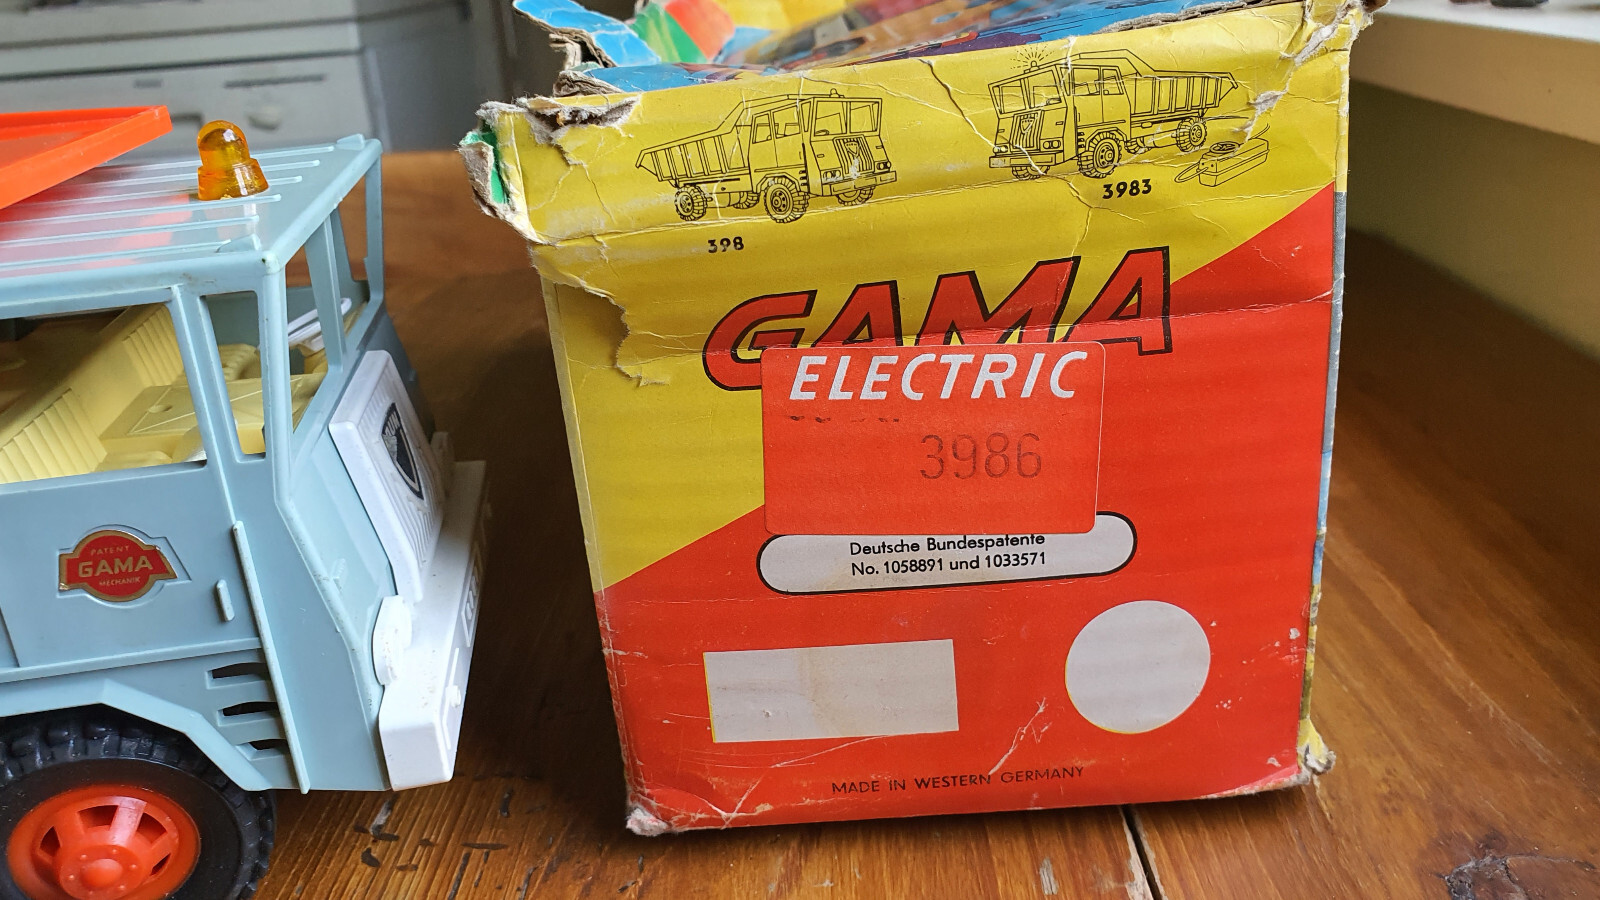 398
3983
GAMA
ELECTRIC
3986
Deutsche Bundespatente
No. 1058891 und 1033571
MADE IN WESTERN GERMANY
PATENT
GAMA
MECHANIK